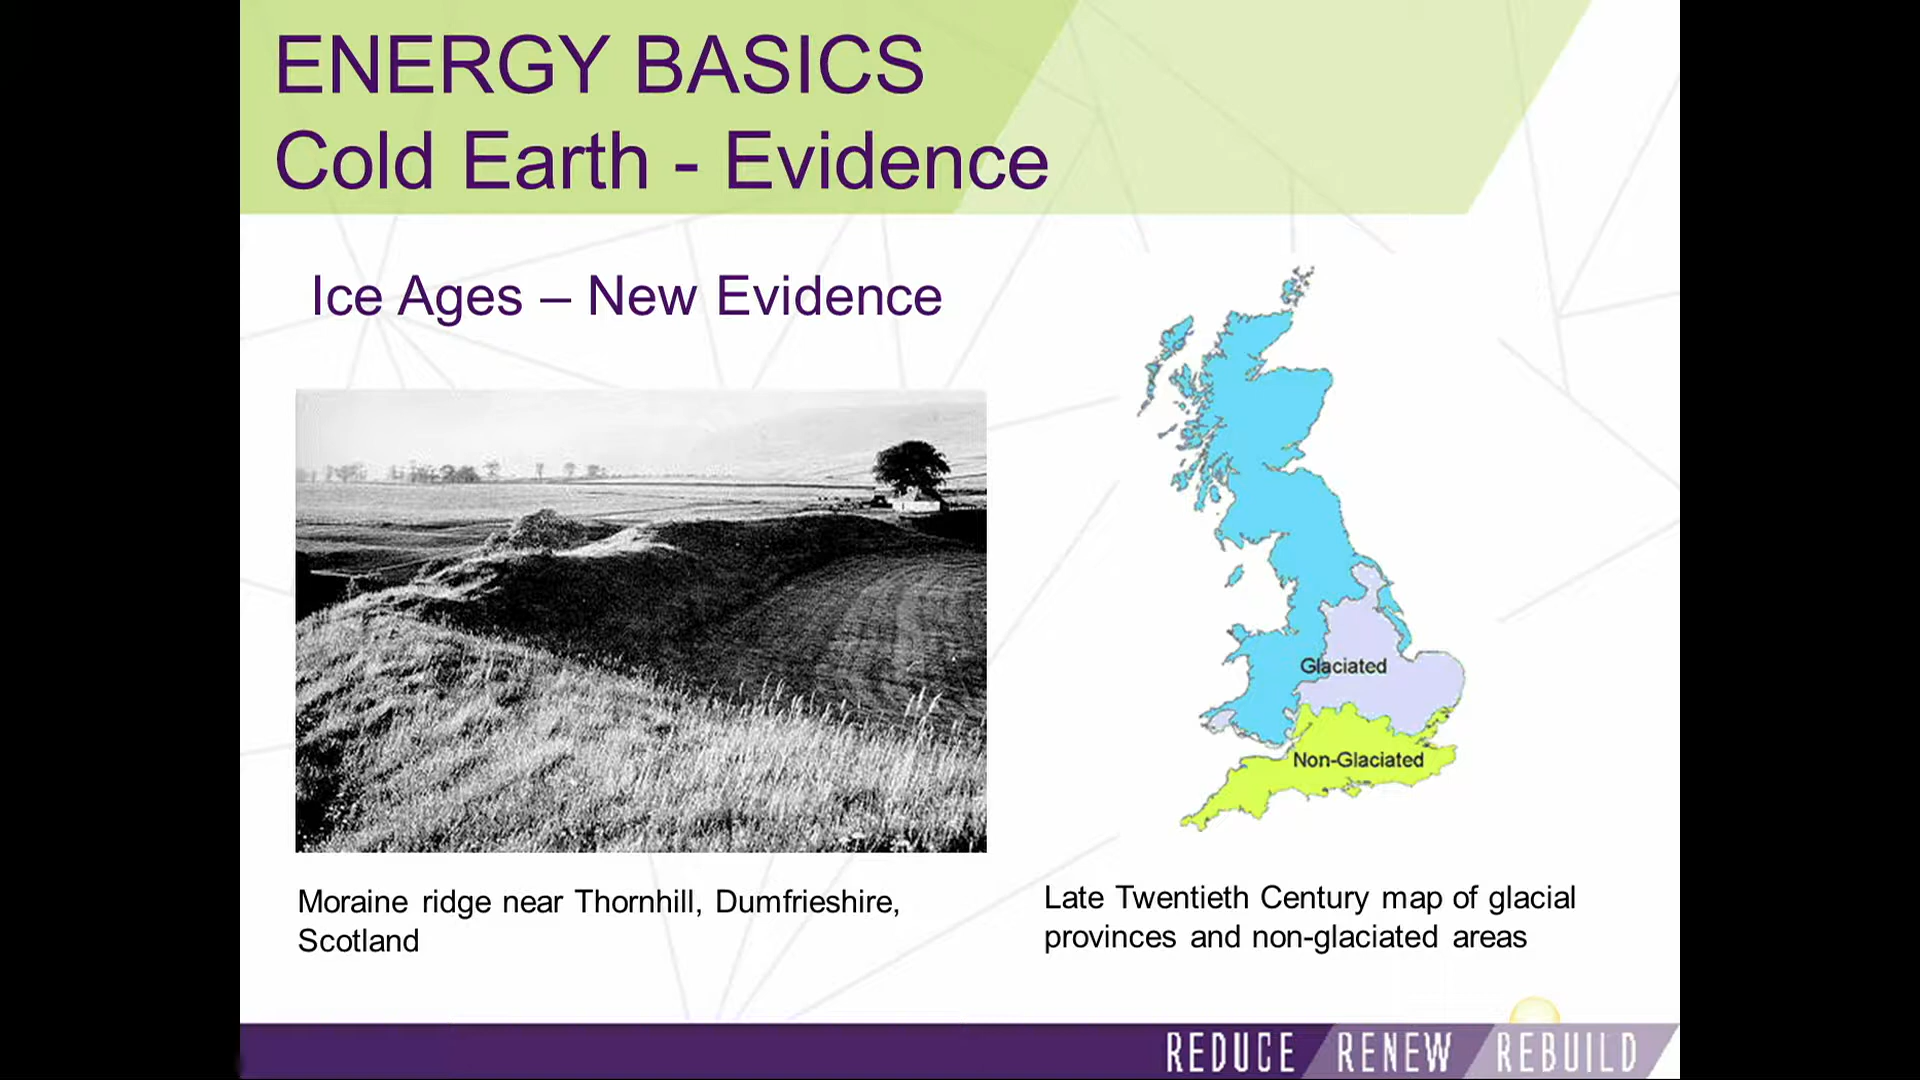 ENERGY BASICS
Cold Earth - Evidence
Ice Ages – New Evidence
Glaciated
Non-Glaciated
Moraine ridge near Thornhill, Dumfrieshire,
Scotland
Late Twentieth Century map of glacial
provinces and non-glaciated areas
REDUCE RENEW REBUILD